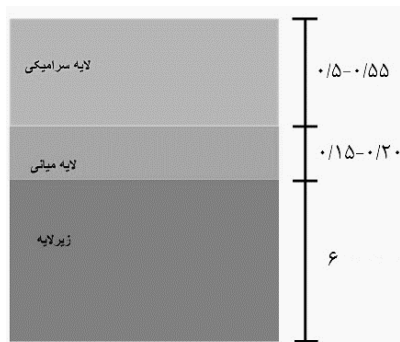 لایه سرامیکی
۰/۵-۰/۵۵
لایه میانی
۰/۱۵-۰/۲۰
زیرلایه
۶